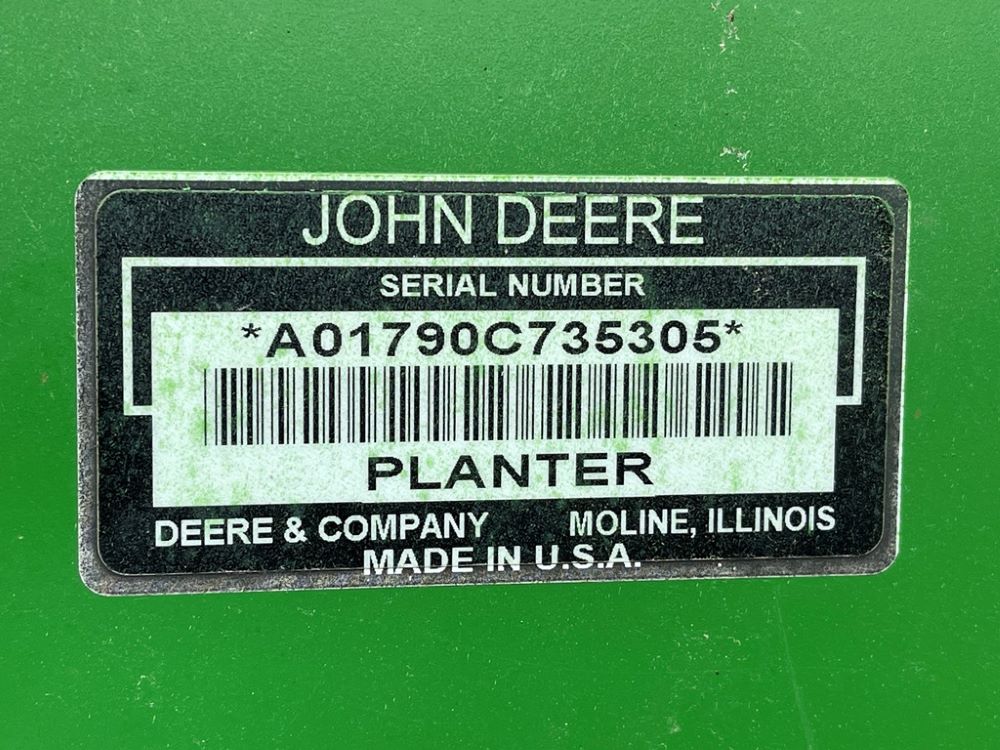 JOHN DEERE
SERIAL NUMBER
*A01790C735305*
PLANTER
DEERE & COMPANY MOLINE, ILLINOIS
MADE IN U.S.A.